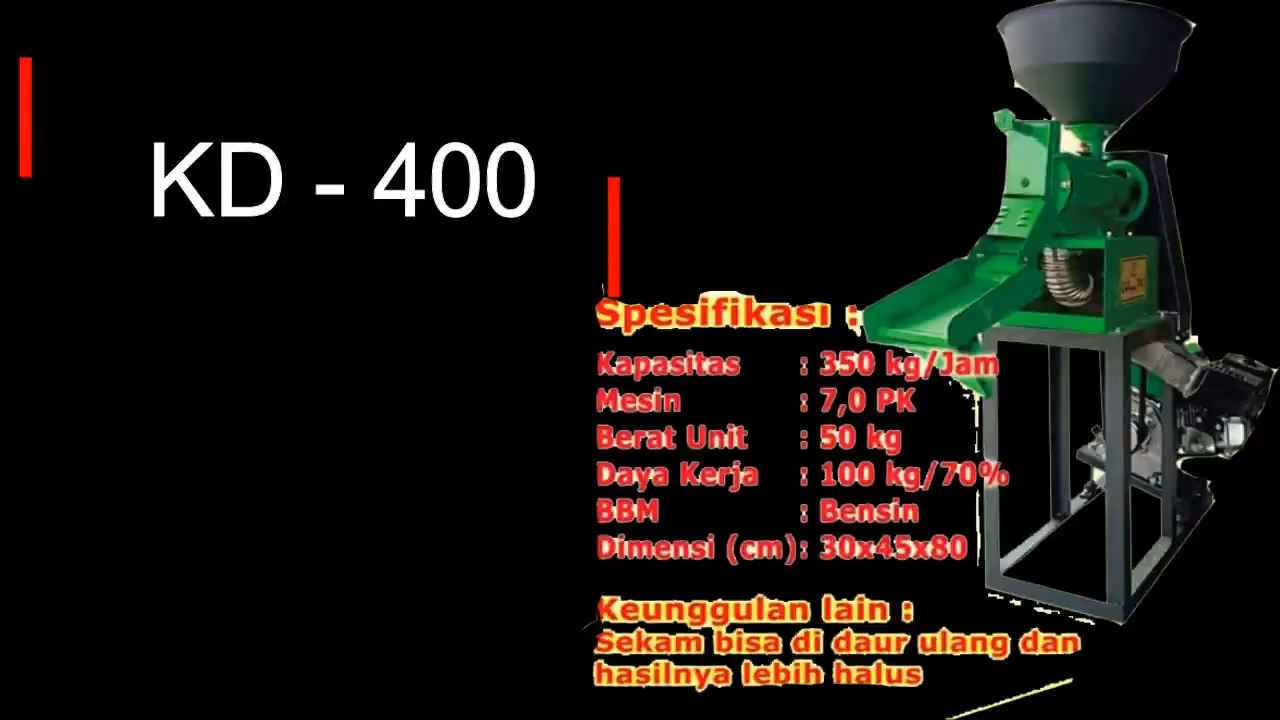 KD - 400
Spesifikasi :
Kapasitas : 350 kg/Jam
Mesin : 7,0 PK
Berat Unit : 50 kg
Daya Kerja : 100 kg/70%
BBM : Bensin
Dimensi (cm): 30x45x80
Keunggulan lain :
Sekam bisa di daur ulang dan
hasilnya lebih halus